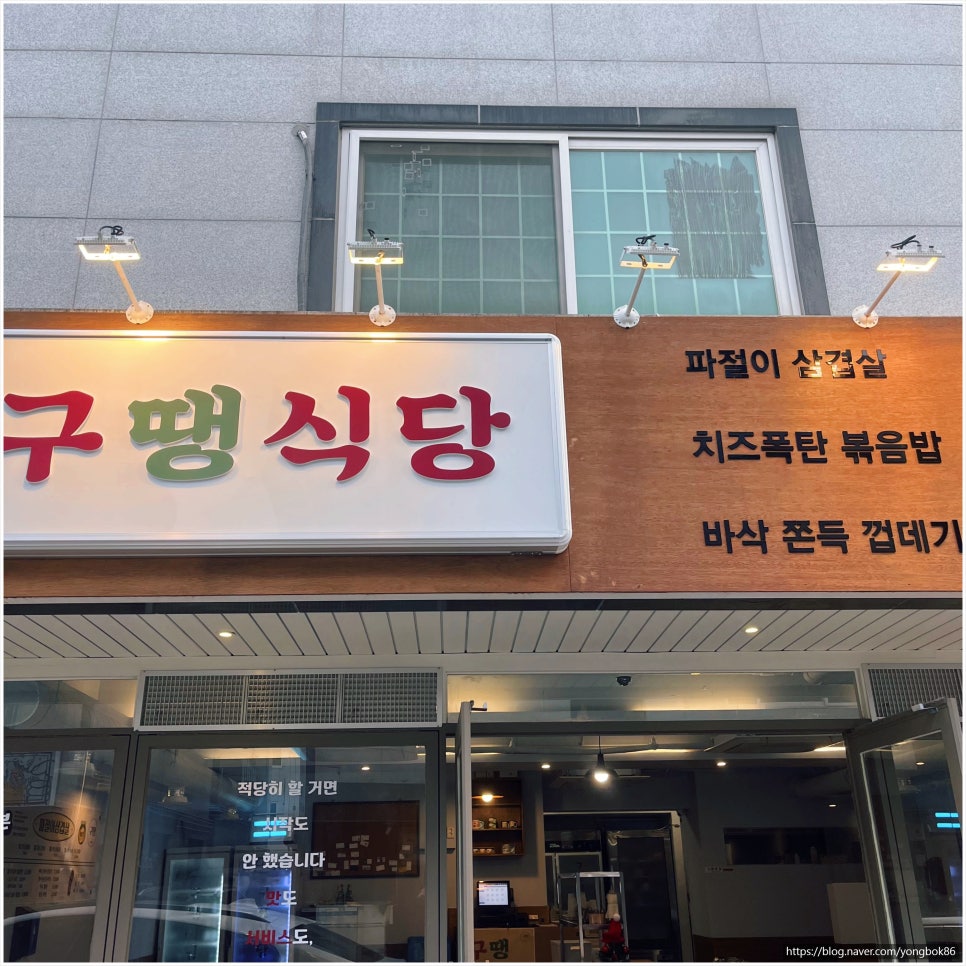 구땡식당
파절이 삼겹살
치즈폭탄 볶음밥
바삭 쫀득 껍데기
적당히 할 거면
시작도
안 했습니다
맛도
서비스도,
구땡
https://blog.naver.com/yongbok86